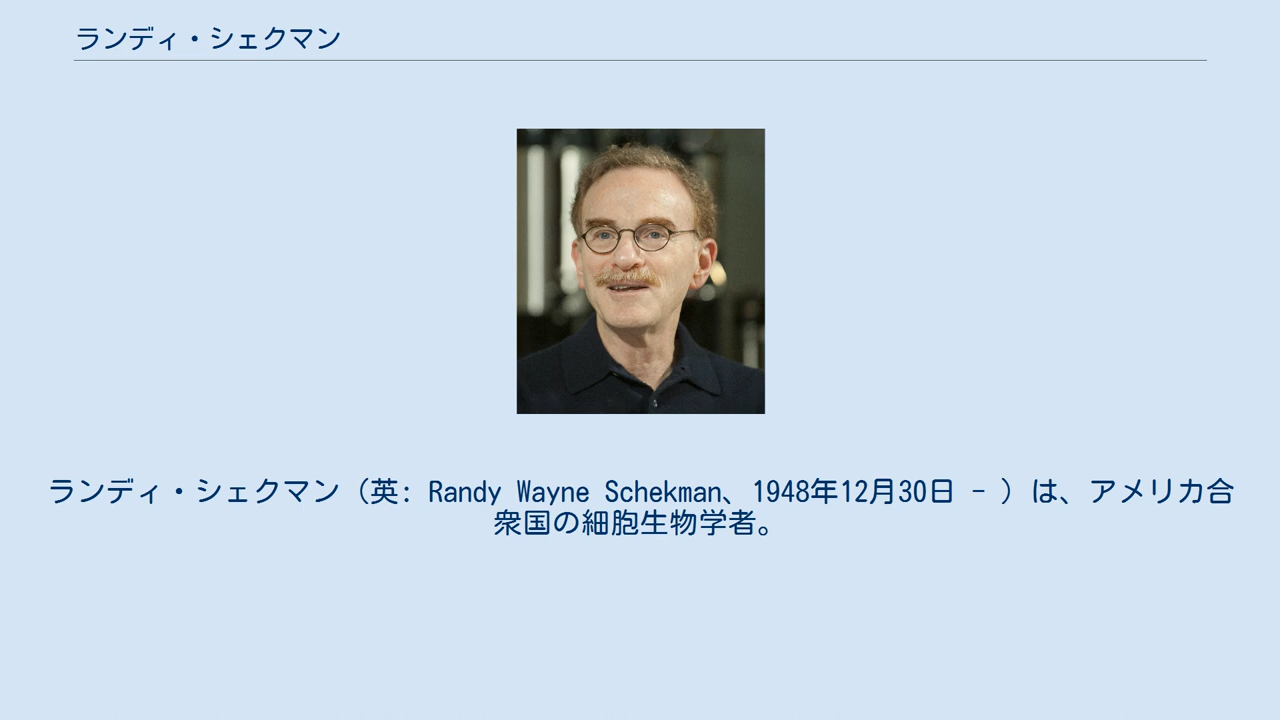 ランディ・シェクマン
ランディ・シェクマン（英: Randy Wayne Schekman、1948年12月30日 - ）は、アメリカ合
衆国の細胞生物学者。